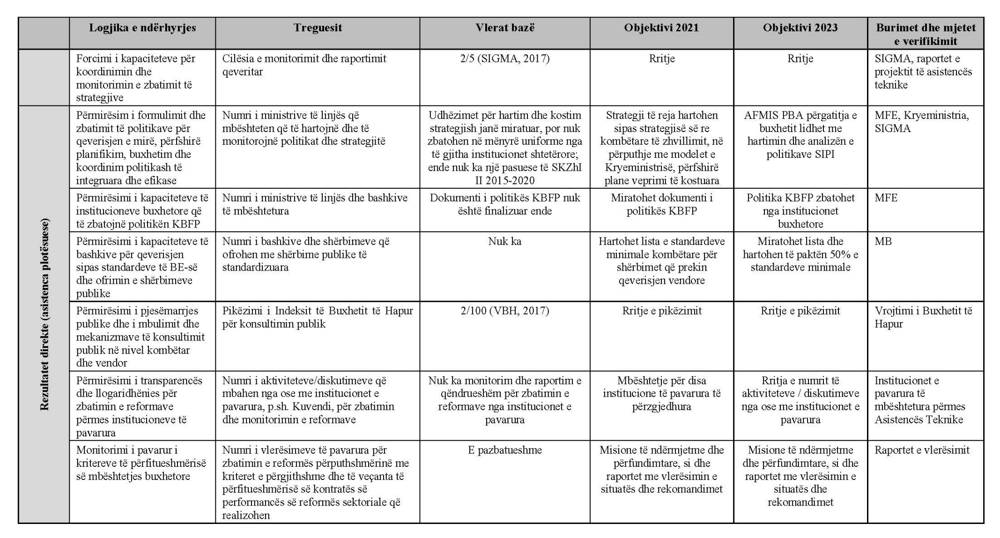 Logjika e ndërhyrjes
Treguesit
Vlerat bazë
Objektivi 2021
Objektivi 2023
Burimet dhe mjetet
e verifikimit
Forcimi i kapaciteteve për
koordinimin dhe
monitorimin e zbatimit të
strategjive
Cilësia e monitorimit dhe raportimit
qeveritar
2/5 (SIGMA, 2017)
Rritje
Rritje
SIGMA, raportet e
projektit të asistencës
teknike
Rezultatet direkte (asistenca plotësuese)
Përmirësim i formulimit dhe
zbatimit të politikave për
qeverisjen e mirë, përfshirë
planifikim, buxhetim dhe
koordinim politikash të
integruara dhe efikase
Numri i ministrive të linjës që
mbështeten që të hartojnë dhe të
monitorojnë politikat dhe strategjitë
Udhëzimet për hartim dhe kostim
strategjish janë miratuar, por nuk
zbatohen në mënyrë uniforme nga
të gjitha institucionet shtetërore;
ende nuk ka një pasuese të SKZhI
II 2015-2020
Strategji të reja hartohen
sipas strategjisë së re
kombëtare të zhvillimit, në
përputhje me modelet e
Kryeministrisë, përfshirë
plane veprimi të kostuara
AFMIS PBA përgatitja e
buxhetit lidhet me
hartimin dhe analizën e
politikave SIPI
MFE, Kryeministria,
SIGMA
Përmirësimi i kapaciteteve të
institucioneve buxhetore që
të zbatojnë politikën KBFP
Numri i ministrive të linjës dhe bashkive
të mbështetura
Dokumenti i politikës KBFP nuk
është finalizuar ende
Miratohet dokumenti i
politikës KBFP
Politika KBFP zbatohet
nga institucionet
buxhetore
MFE
Përmirësimi i kapaciteteve të
bashkive për qeverisjen
sipas standardeve të BE-së
dhe ofrimin e shërbimeve
publike
Numri i bashkive dhe shërbimeve që
ofrohen me shërbime publike të
standardizuara
Nuk ka
Hartohet lista e standardeve
minimale kombëtare për
shërbimet që prekin
qeverisjen vendore
Miratohet lista dhe
hartohen të paktën 50% e
standardeve minimale
MB
Përmirësimi i pjesëmarrjes
publike dhe i mbulimit dhe
mekanizmave të konsultimit
publik në nivel kombëtar
dhe vendor
Pikëzimi i Indeksit të Buxhetit të Hapur
për konsultimin publik
2/100 (VBH, 2017)
Rritje e pikëzimit
Rritje e pikëzimit
Vrojtimi i Buxhetit të
Hapur
Përmirësimi i transparencës
dhe llogaridhënies për
zbatimin e reformave
përmes institucioneve të
pavarura
Numri i aktiviteteve/diskutimeve që
mbahen nga ose me institucionet e
pavarura, p.sh. Kuvendi, për zbatimin
dhe monitorimin e reformave
Nuk ka monitorim dhe raportim e
qëndrueshëm për zbatimin e
reformave nga institucionet e
pavarura
Mbështetje për disa
institucione të pavarura të
përzgjedhura
Rritja e numrit të
aktiviteteve / diskutimeve
nga ose me institucionet e
pavarura
Institucionet e
pavarura të
mbështetura përmes
Asistencës Teknike
Monitorimi i pavarur i
kritereve të përfitueshmërisë
së mbështetjes buxhetore
Numri i vlerësimeve të pavarura për
zbatimin e reformës përputhshmërinë me
kriteret e përgjithshme dhe të veçanta të
përfitueshmërisë së kontratës së
performancës së reformës sektoriale që
realizohen
E pazbatueshme
Misione të ndërmjetme dhe
përfundimtare, si dhe
raportet me vlerësimin e
situatës dhe rekomandimet
Misione të ndërmjetme
dhe përfundimtare, si dhe
raportet me vlerësimin e
situatës dhe
rekomandimet
Raportet e vlerësimit